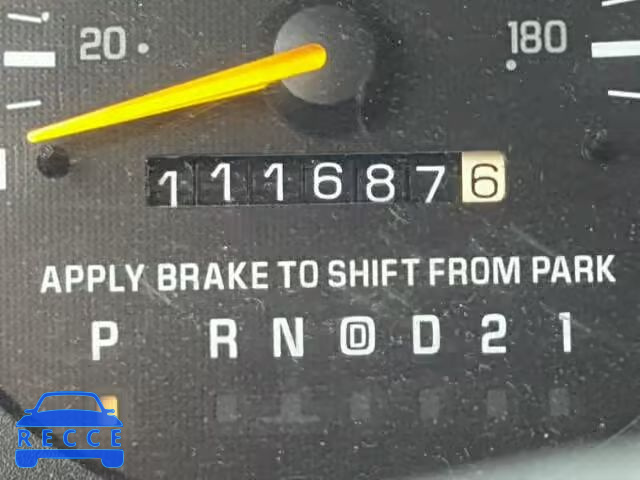 20 180
1116876
APPLY BRAKE TO SHIFT FROM PARK
P R N D D 2 1
RECCE